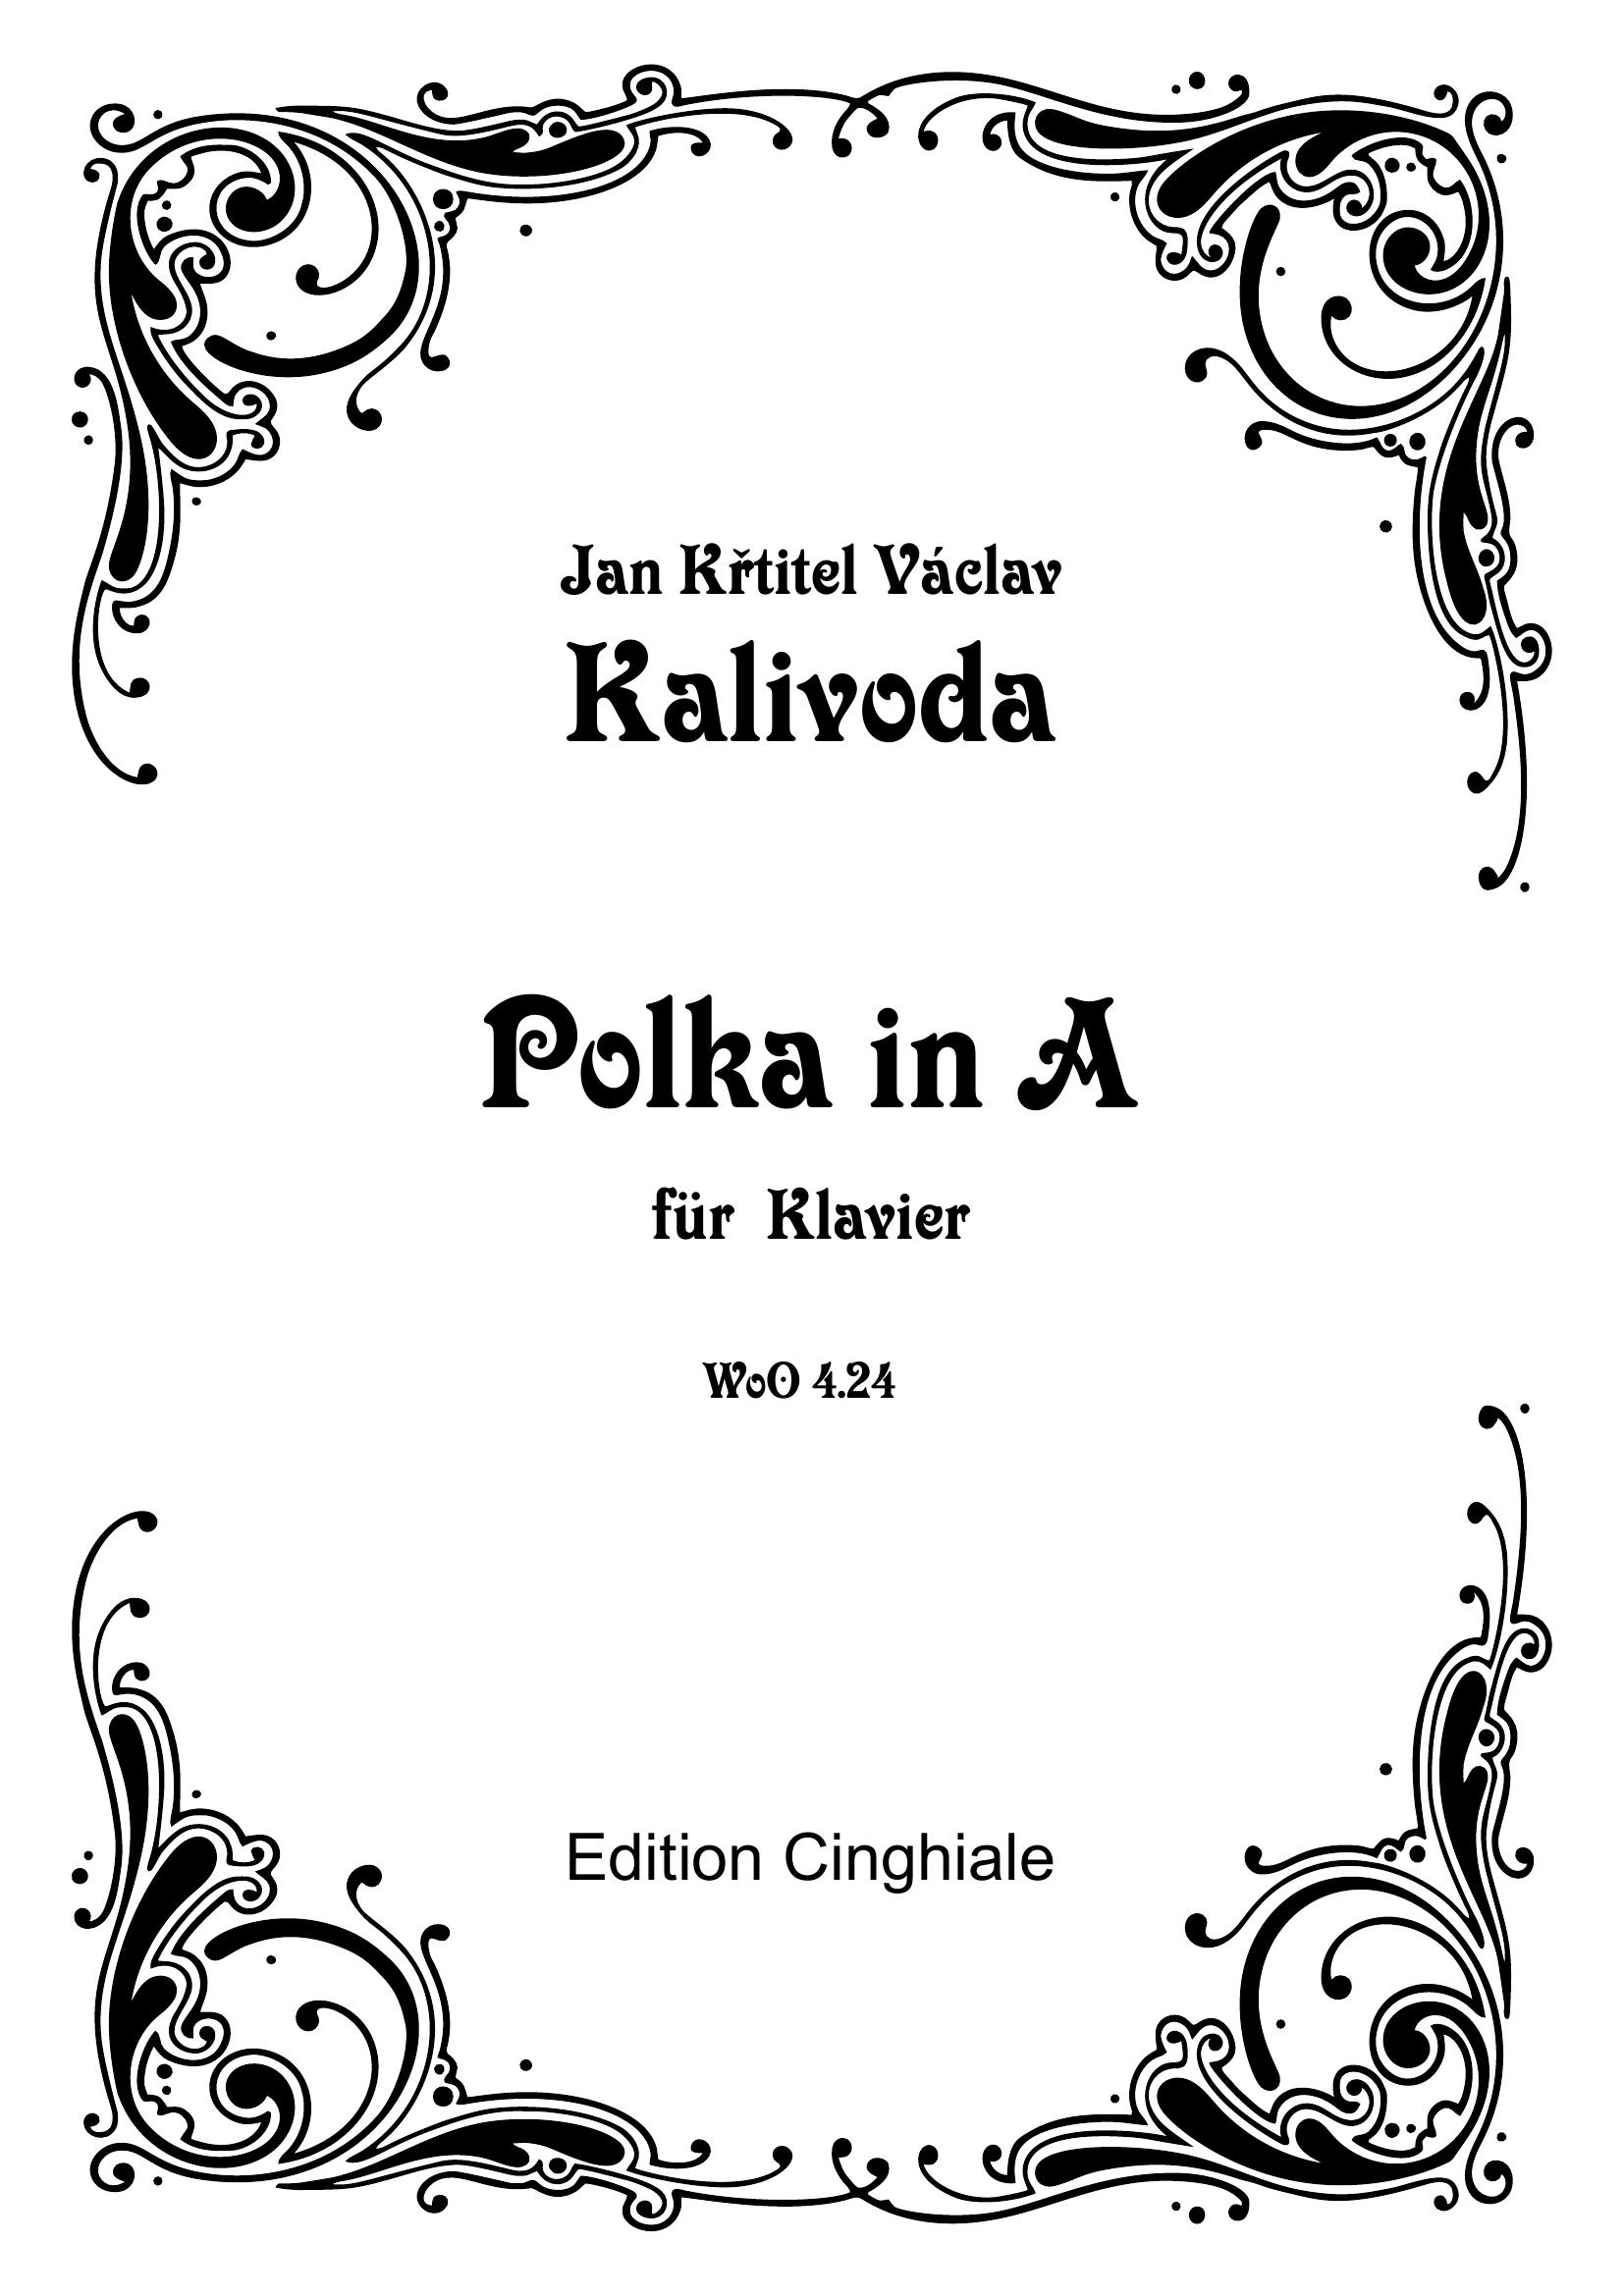 Jan Křtitel Václav
Kalivoda
Polka in A
für Klavier
WoO 4.24
Edition Cinghiale